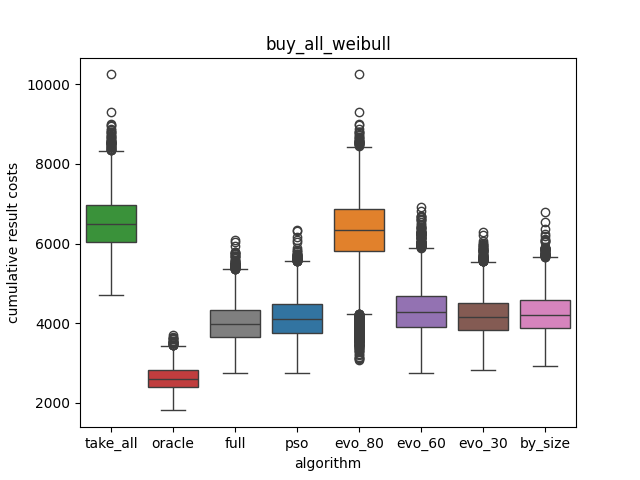 buy_all_weibull
cumulative result costs
10000
8000
6000
4000
2000
take_all oracle full pso evo_80 evo_60 evo_30 by_size
algorithm